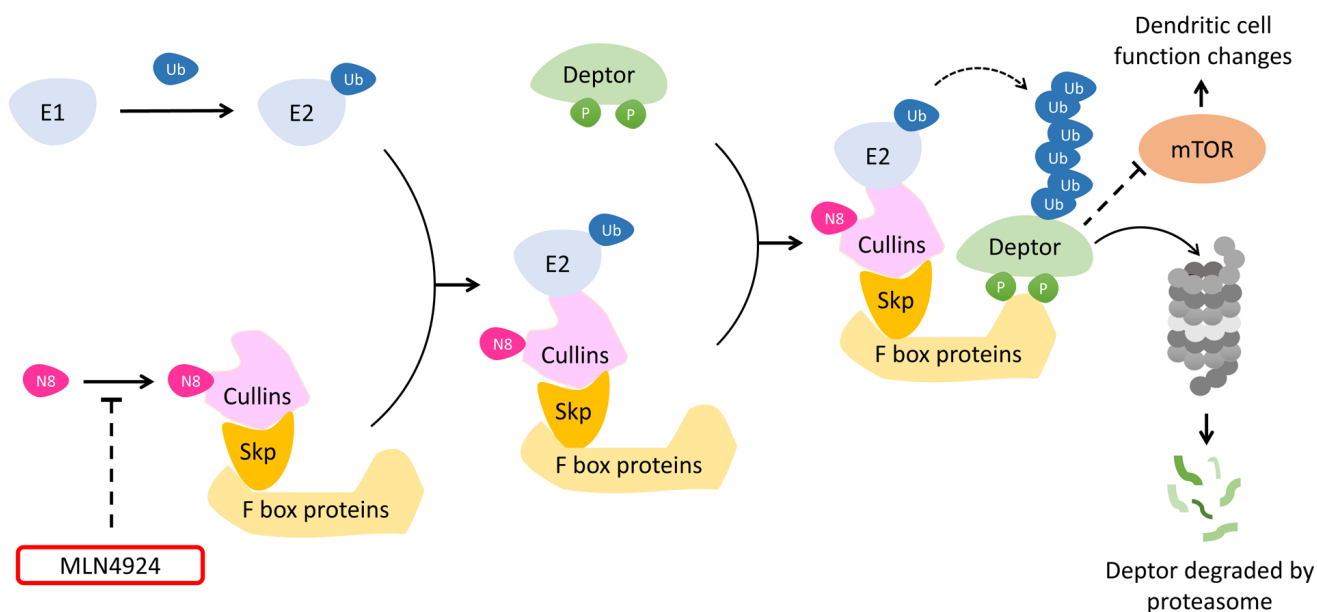 E1
Ub
E2
Ub
Deptor
P
P
N8
N8
Cullins
Skp
F box proteins
MLN4924
E2
Ub
N8
Cullins
Skp
F box proteins
E2
Ub
N8
Cullins
Skp
F box proteins
Deptor
P
P
Ub
Ub
Ub
Ub
Ub
Ub
Dendritic cell
function changes
mTOR
Deptor degraded by
proteasome